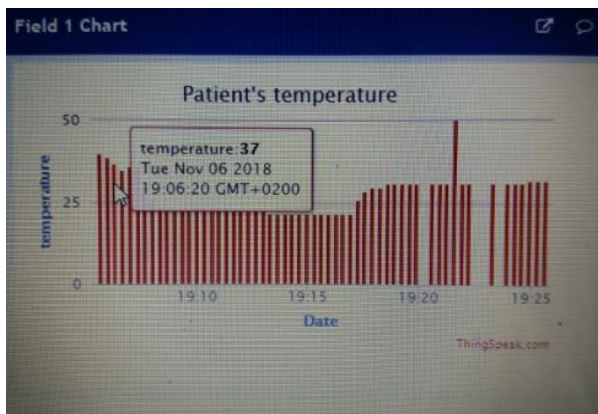 Field 1 Chart
Patient's temperature
50
temperature:37
Tue Nov 06 2018
19:06:20 GMT+0200
temperature
25
0
19:10
19:15
19:20
19:25
Date
ThingSpeak.com